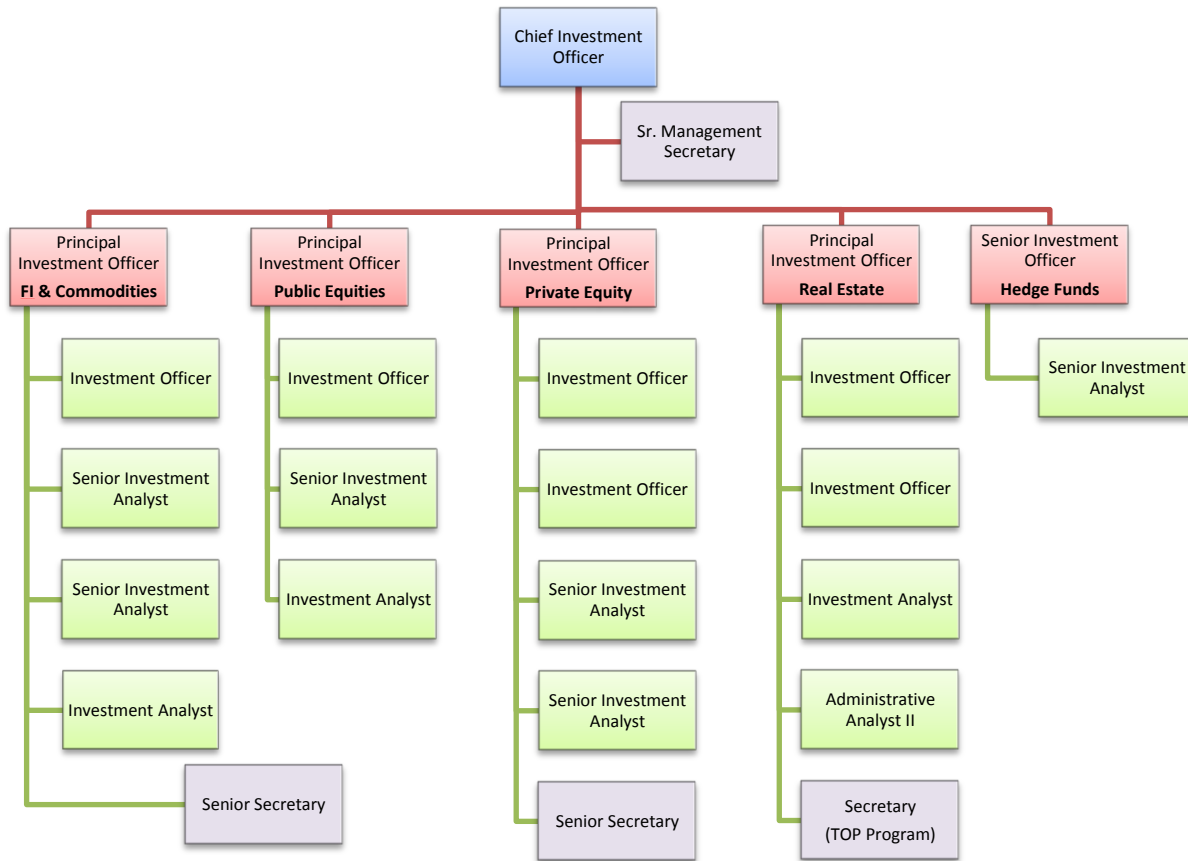 Chief Investment
Officer
Sr. Management
Secretary
Principal
Investment Officer
FI & Commodities
Principal
Investment Officer
Public Equities
Principal
Investment Officer
Private Equity
Principal
Investment Officer
Real Estate
Senior Investment
Officer
Hedge Funds
Investment Officer
Senior Investment
Analyst
Senior Investment
Analyst
Investment Analyst
Senior Secretary
Investment Officer
Senior Investment
Analyst
Investment Analyst
Investment Officer
Investment Officer
Senior Investment
Analyst
Senior Investment
Analyst
Senior Secretary
Investment Officer
Investment Officer
Investment Analyst
Administrative
Analyst II
Secretary
(TOP Program)
Senior Investment
Analyst